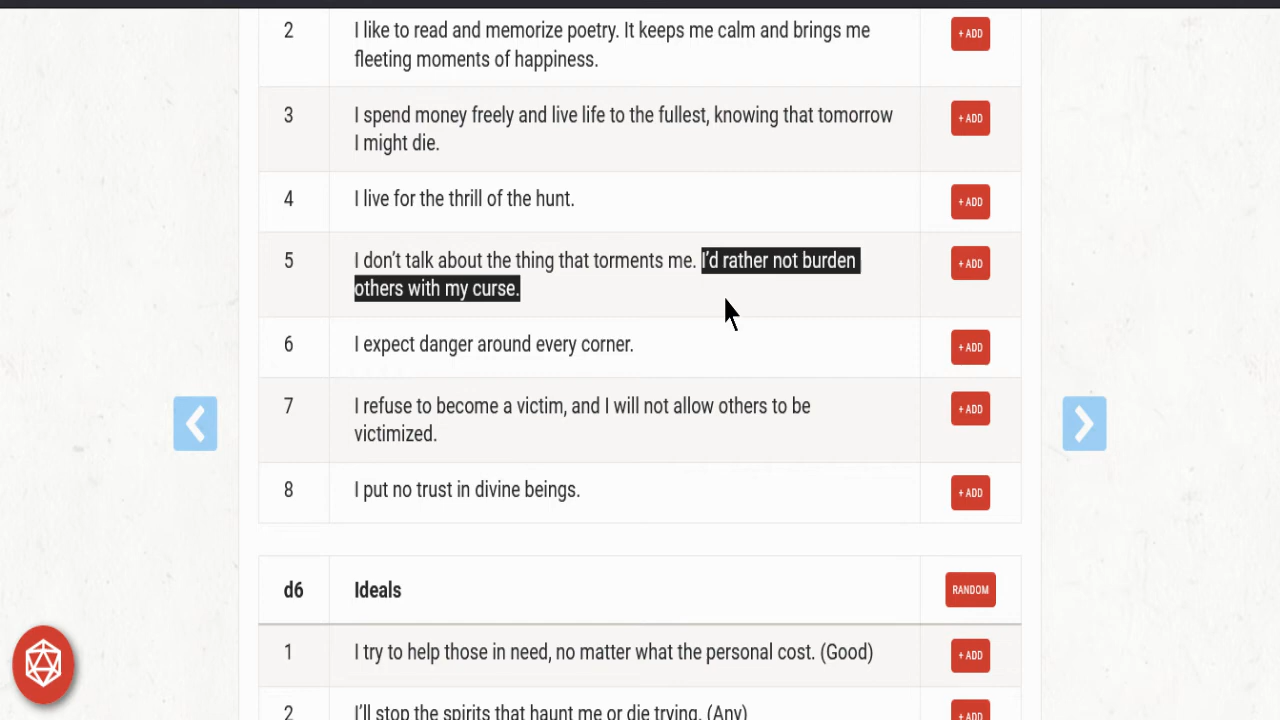 2 I like to read and memorize poetry. It keeps me calm and brings me + ADD
fleeting moments of happiness.
3 I spend money freely and live life to the fullest, knowing that tomorrow + ADD
I might die.
4 I live for the thrill of the hunt. + ADD
5 I don’t talk about the thing that torments me. I’d rather not burden + ADD
others with my curse.
6 I expect danger around every corner. + ADD
7 I refuse to become a victim, and I will not allow others to be + ADD
victimized.
8 I put no trust in divine beings. + ADD
d6 Ideals RANDOM
1 I try to help those in need, no matter what the personal cost. (Good) + ADD
2 I’ll stop the spirits that haunt me or die trying. (Any) + ADD